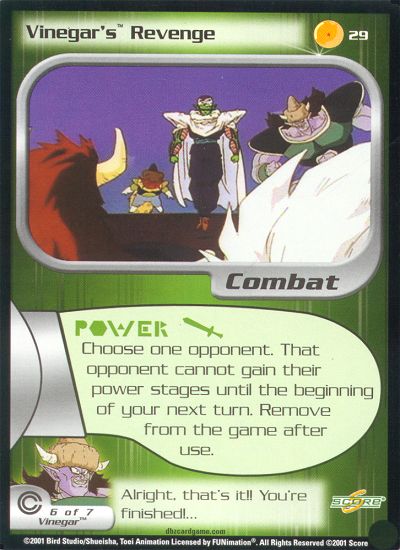 Vinegar's™ Revenge
29
Combat
POWER
Choose one opponent. That
opponent cannot gain their
power stages until the beginning
of your next turn. Remove
from the game after
use.
C
6 of 7
Vinegar™
Alright, that's it!! You're
finished!...
SCORE
dbzcardgame.com
©2001 Bird Studio/Shueisha, Toei Animation Licensed by FUNimation®. All Rights Reserved ©2001 Score